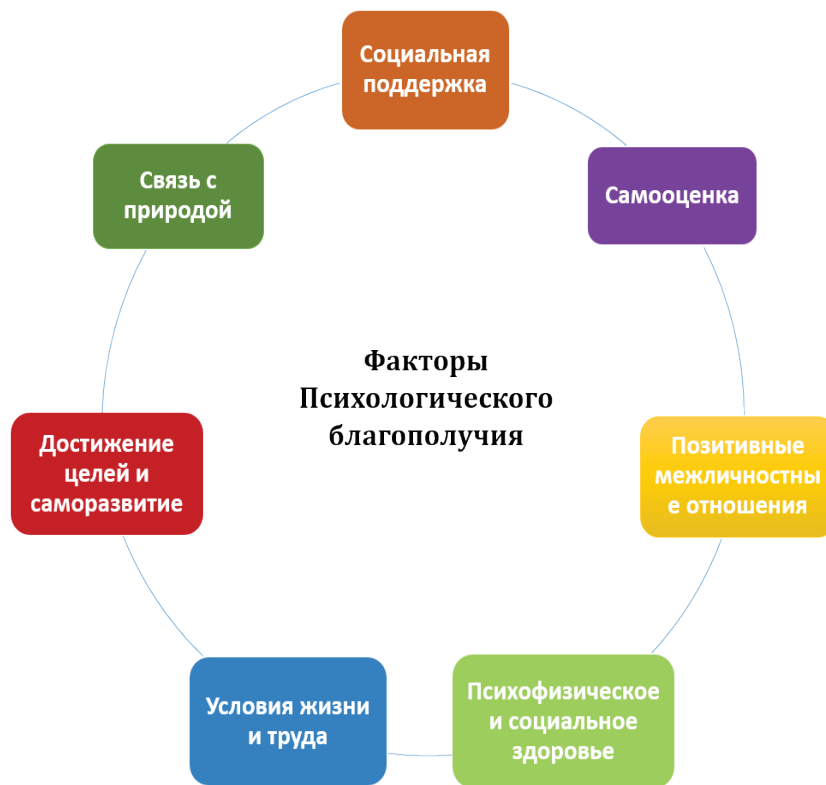 Социальная
поддержка
Самооценка
Связь с
природой
Факторы
Психологического
благополучия
Достижение
целей и
саморазвитие
Позитивные
межличностны
е отношения
Условия жизни
и труда
Психофизическое
и социальное
здоровье